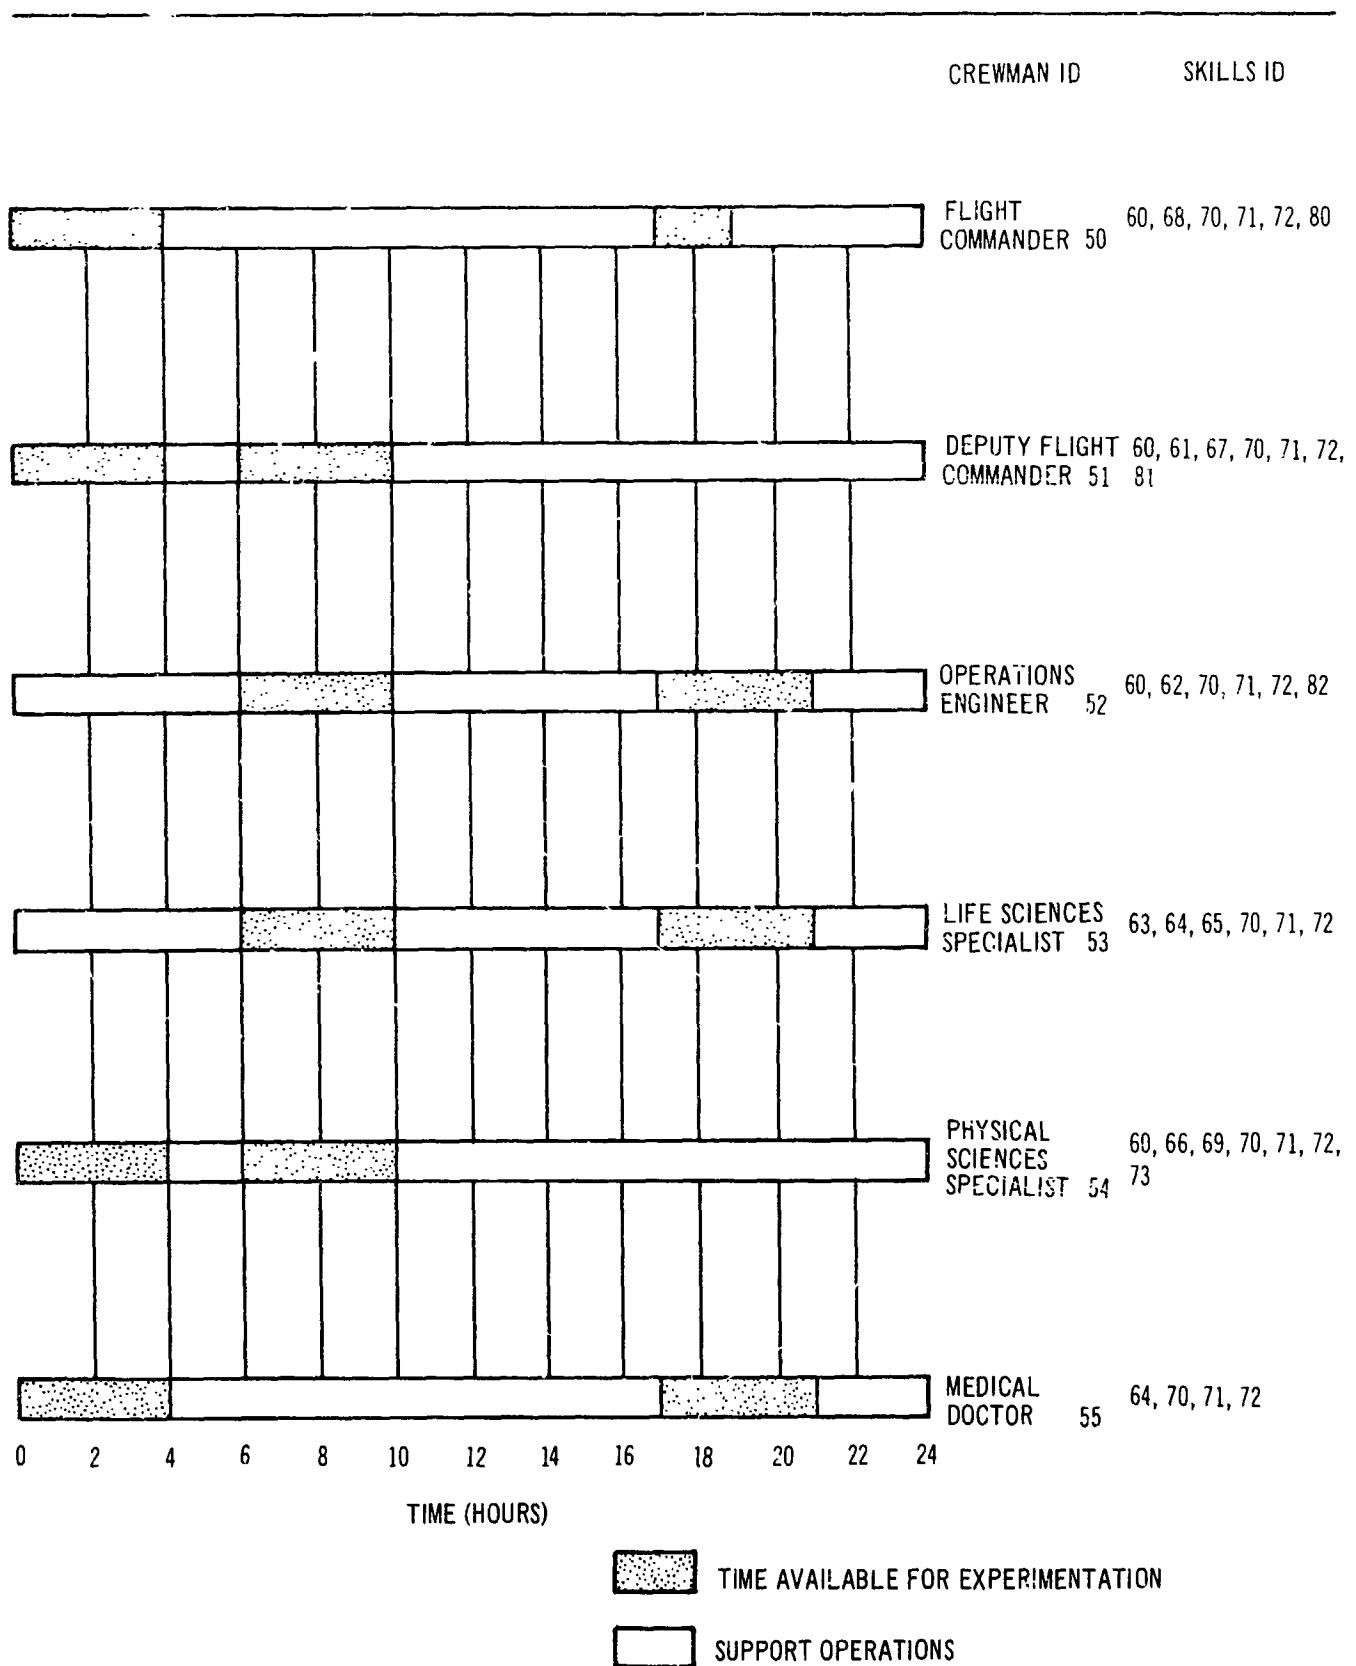 CREWMAN ID SKILLS ID
FLIGHT 60, 68, 70, 71, 72, 80
COMMANDER 50
DEPUTY FLIGHT 60, 61, 67, 70, 71, 72,
COMMANDER 51 81
OPERATIONS 60, 62, 70, 71, 72, 82
ENGINEER 52
LIFE SCIENCES 63, 64, 65, 70, 71, 72
SPECIALIST 53
PHYSICAL
SCIENCES 60, 66, 69, 70, 71, 72,
SPECIALIST 54 73
MEDICAL 64, 70, 71, 72
DOCTOR 55
0 2 4 6 8 10 12 14 16 18 20 22 24
TIME (HOURS)
TIME AVAILABLE FOR EXPERIMENTATION
SUPPORT OPERATIONS